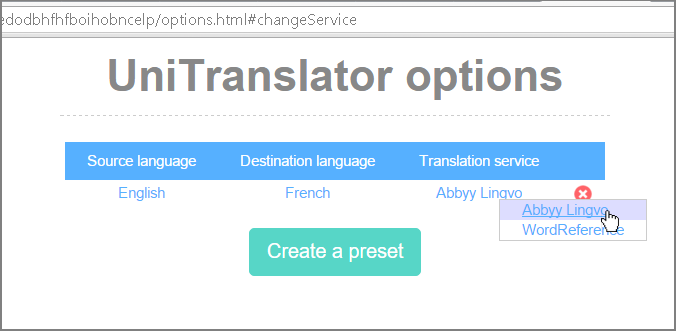 edodbhfhfboihobncelp/options.html#changeService
UniTranslator options
Source language Destination language Translation service
English French Abbyy Lingvo
Abbyy Lingvo
WordReference
Create a preset